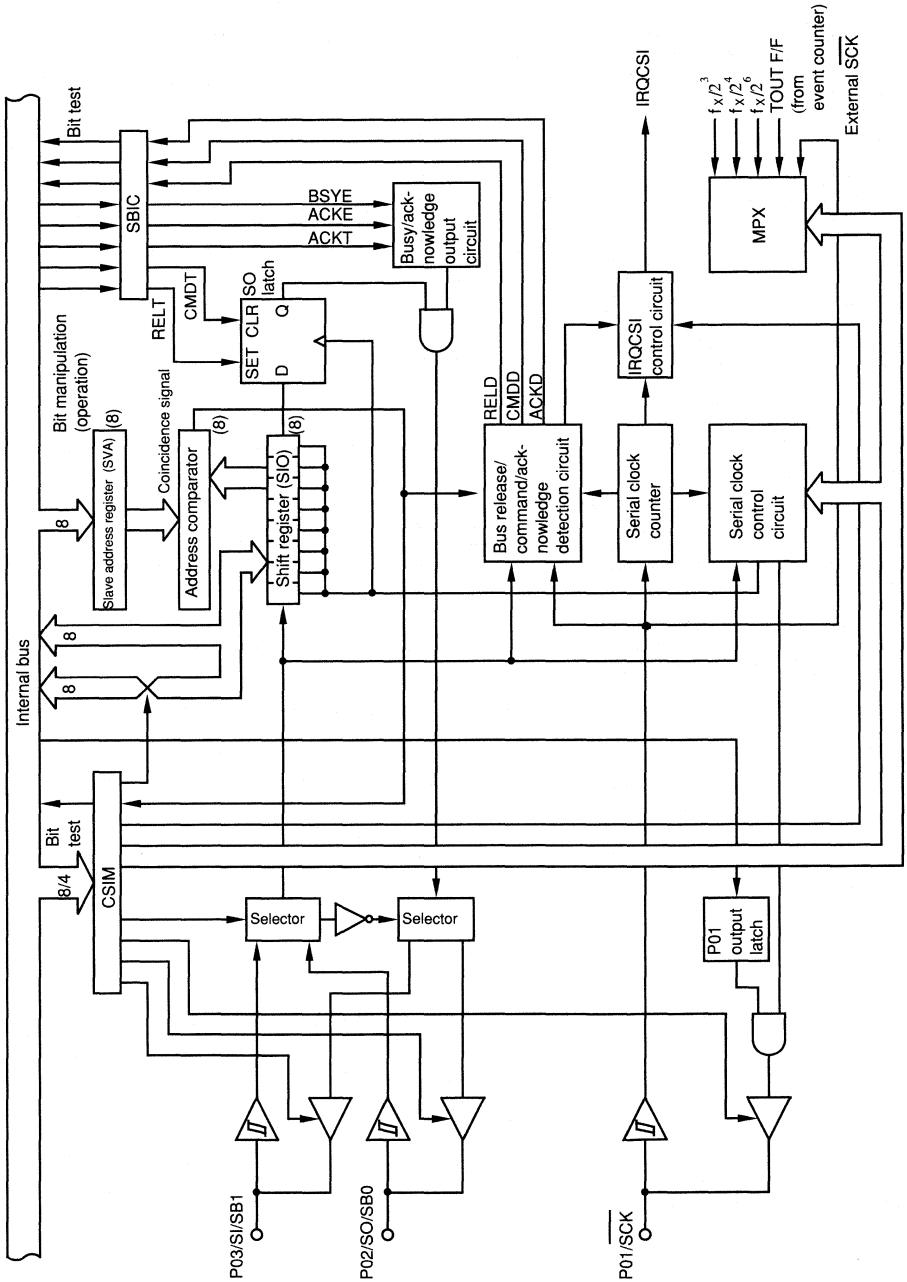 Internal bus
8/4
Bit
test
CSIM
8
8
8
Bit manipulation
(operation)
Slave address register (SVA)
(8)
Coincidence signal
Address comparator
(8)
Shift register (SIO)
(8)
RELT
CMDT
SET CLR
D Q
SO
latch
SBIC
Bit test
BSYE
ACKE
ACKT
Busy/ack-
nowledge
output
circuit
RELD
CMDD
ACKD
Selector
Selector
P03/SI/SB1
P02/SO/SB0
P01/SCK
Bus release/
command/ack-
nowledge
detection circuit
Serial clock
counter
Serial clock
control
circuit
IRQCSI
control circuit
IRQCSI
P01
output
latch
MPX
fx/2³
fx/2⁴
fx/2⁶
TOUT F/F
(from
event counter)
External SCK